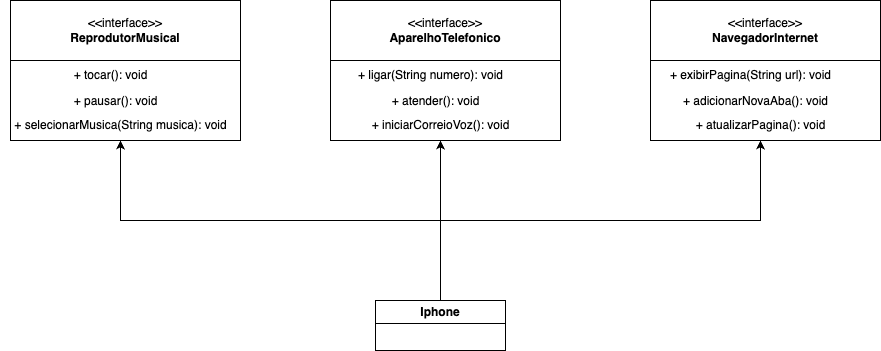 <<interface>>
ReprodutorMusical
+ tocar(): void
+ pausar(): void
+ selecionarMusica(String musica): void
<<interface>>
AparelhoTelefonico
+ ligar(String numero): void
+ atender(): void
+ iniciarCorreioVoz(): void
<<interface>>
NavegadorInternet
+ exibirPagina(String url): void
+ adicionarNovaAba(): void
+ atualizarPagina(): void
Iphone